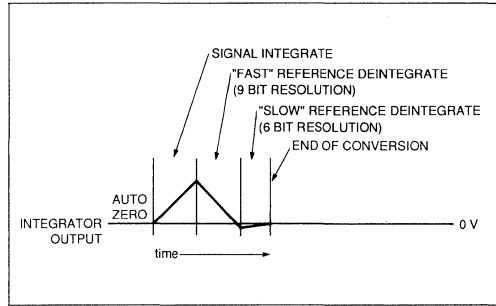 SIGNAL INTEGRATE
"FAST" REFERENCE DEINTEGRATE
(9 BIT RESOLUTION)
"SLOW" REFERENCE DEINTEGRATE
(6 BIT RESOLUTION)
END OF CONVERSION
AUTO
ZERO
INTEGRATOR
OUTPUT
0 V
time